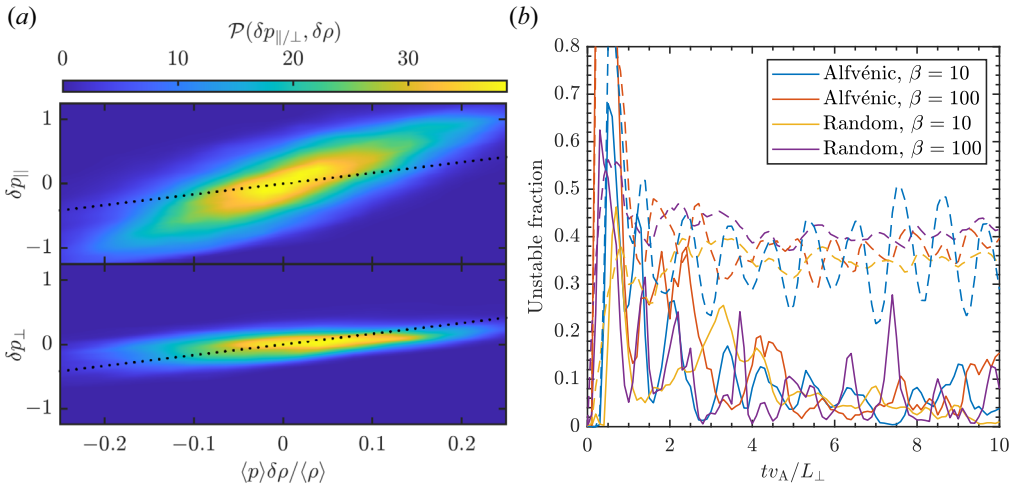 (a)
𝒫(δp∥/⊥, δρ)
0 10 20 30
1
0
−1
δp∥
1
0
−1
δp⊥
−0.2 −0.1 0 0.1 0.2
⟨p⟩δρ/⟨ρ⟩
(b)
0.8
0.7
0.6
0.5
0.4
0.3
0.2
0.1
0
Unstable fraction
Alfvénic, β = 10
Alfvénic, β = 100
Random, β = 10
Random, β = 100
0 2 4 6 8 10
tvA/L⊥